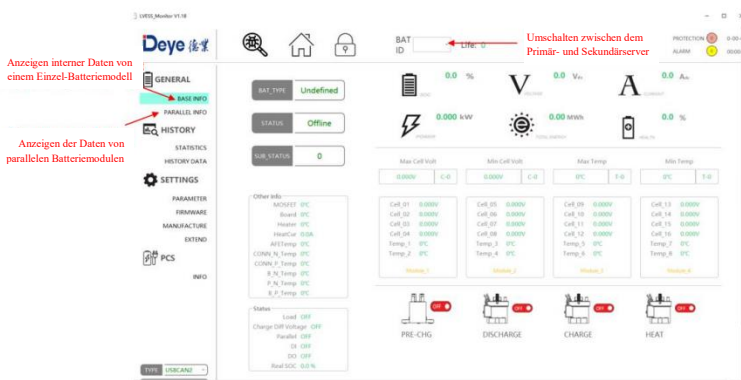 LVESS_Monitor V1-18
Deye 德业
BAT
ID
Life: 0
Umschalten zwischen dem
Primär- und Sekundärserver
PROTECTION
ALARM
Anzeigen interner Daten von
einem Einzel-Batteriemodell
Anzeigen der Daten von
parallelen Batteriemodulen
GENERAL
BASE INFO
PARALLEL INFO
HISTORY
STATISTICS
HISTORY DATA
SETTINGS
PARAMETER
FIRMWARE
MANUFACTURE
EXTEND
PCS
INFO
TYPE USBCAN2
BAT_TYPE Undefined
STATUS Offline
SUB_STATUS 0
0.0 %
V
0.0
A
0.0
0.000 kW
0.00 MWh
TOTAL ENERGY
0.0 %
Max Cell Volt
0.000V C-0
Min Cell Volt
0.000V C-0
Max Temp
0℃ T-0
Min Temp
0℃ T-0
Other info.
MOSFET 0℃
Board 0℃
Heater 0℃
HeatCur 0.0A
AFETemp 0℃
CONN_N_Temp 0℃
CONN_P_Temp 0℃
B_N_Temp 0℃
P_N_Temp 0℃
B_P_Temp 0℃
Cell_01 0.000V
Cell_02 0.000V
Cell_03 0.000V
Cell_04 0.000V
Temp_1 0℃
Temp_2 0℃
Module_1
Cell_05 0.000V
Cell_06 0.000V
Cell_07 0.000V
Cell_08 0.000V
Temp_3 0℃
Temp_4 0℃
Module_2
Cell_09 0.000V
Cell_10 0.000V
Cell_11 0.000V
Cell_12 0.000V
Temp_5 0℃
Temp_6 0℃
Module_3
Cell_13 0.000V
Cell_14 0.000V
Cell_15 0.000V
Cell_16 0.000V
Temp_7 0℃
Temp_8 0℃
Module_4
Status
Load OFF
Charge Diff Voltage OFF
Parallel OFF
DI OFF
DO OFF
Real SOC 0.0 %
OFF
PRE-CHG
OFF
DISCHARGE
OFF
CHARGE
OFF
HEAT